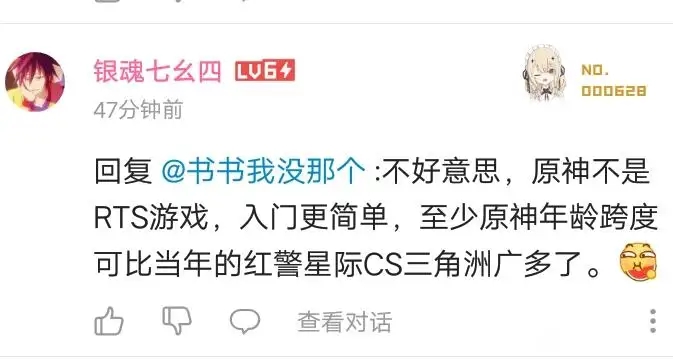 银魂七幺四 LV6
NO.
000628
47分钟前
回复 @书书我没那个 :不好意思，原神不是
RTS游戏，入门更简单，至少原神年龄跨度
可比当年的红警星际CS三角洲广多了。
查看对话